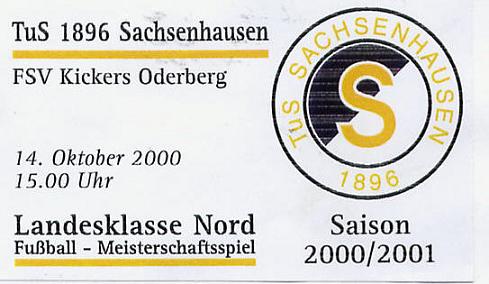 TuS 1896 Sachsenhausen
FSV Kickers Oderberg
14. Oktober 2000
15.00 Uhr
Landesklasse Nord
Fußball - Meisterschaftsspiel
TuS SACHSENHAUSEN
S
1896
Saison
2000/2001